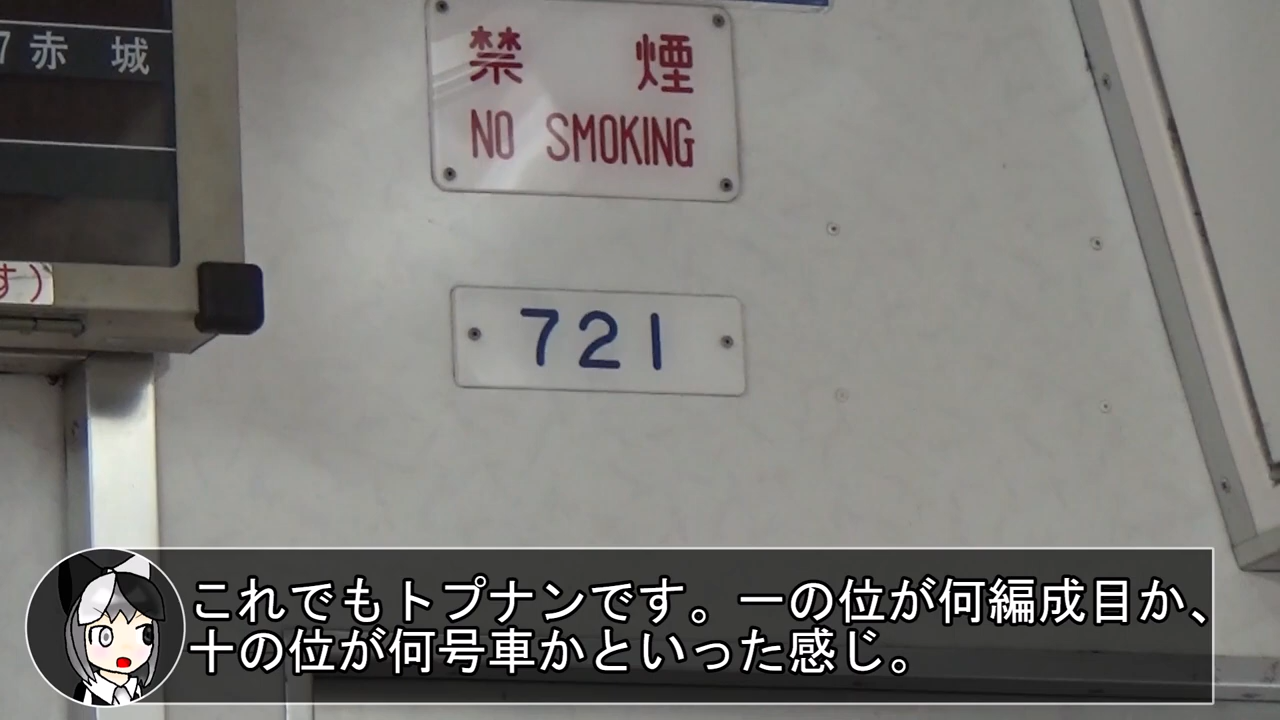 7 赤 城
禁 煙
NO SMOKING
す)
721
これでもトプナンです。一の位が何編成目か、
十の位が何号車かといった感じ。